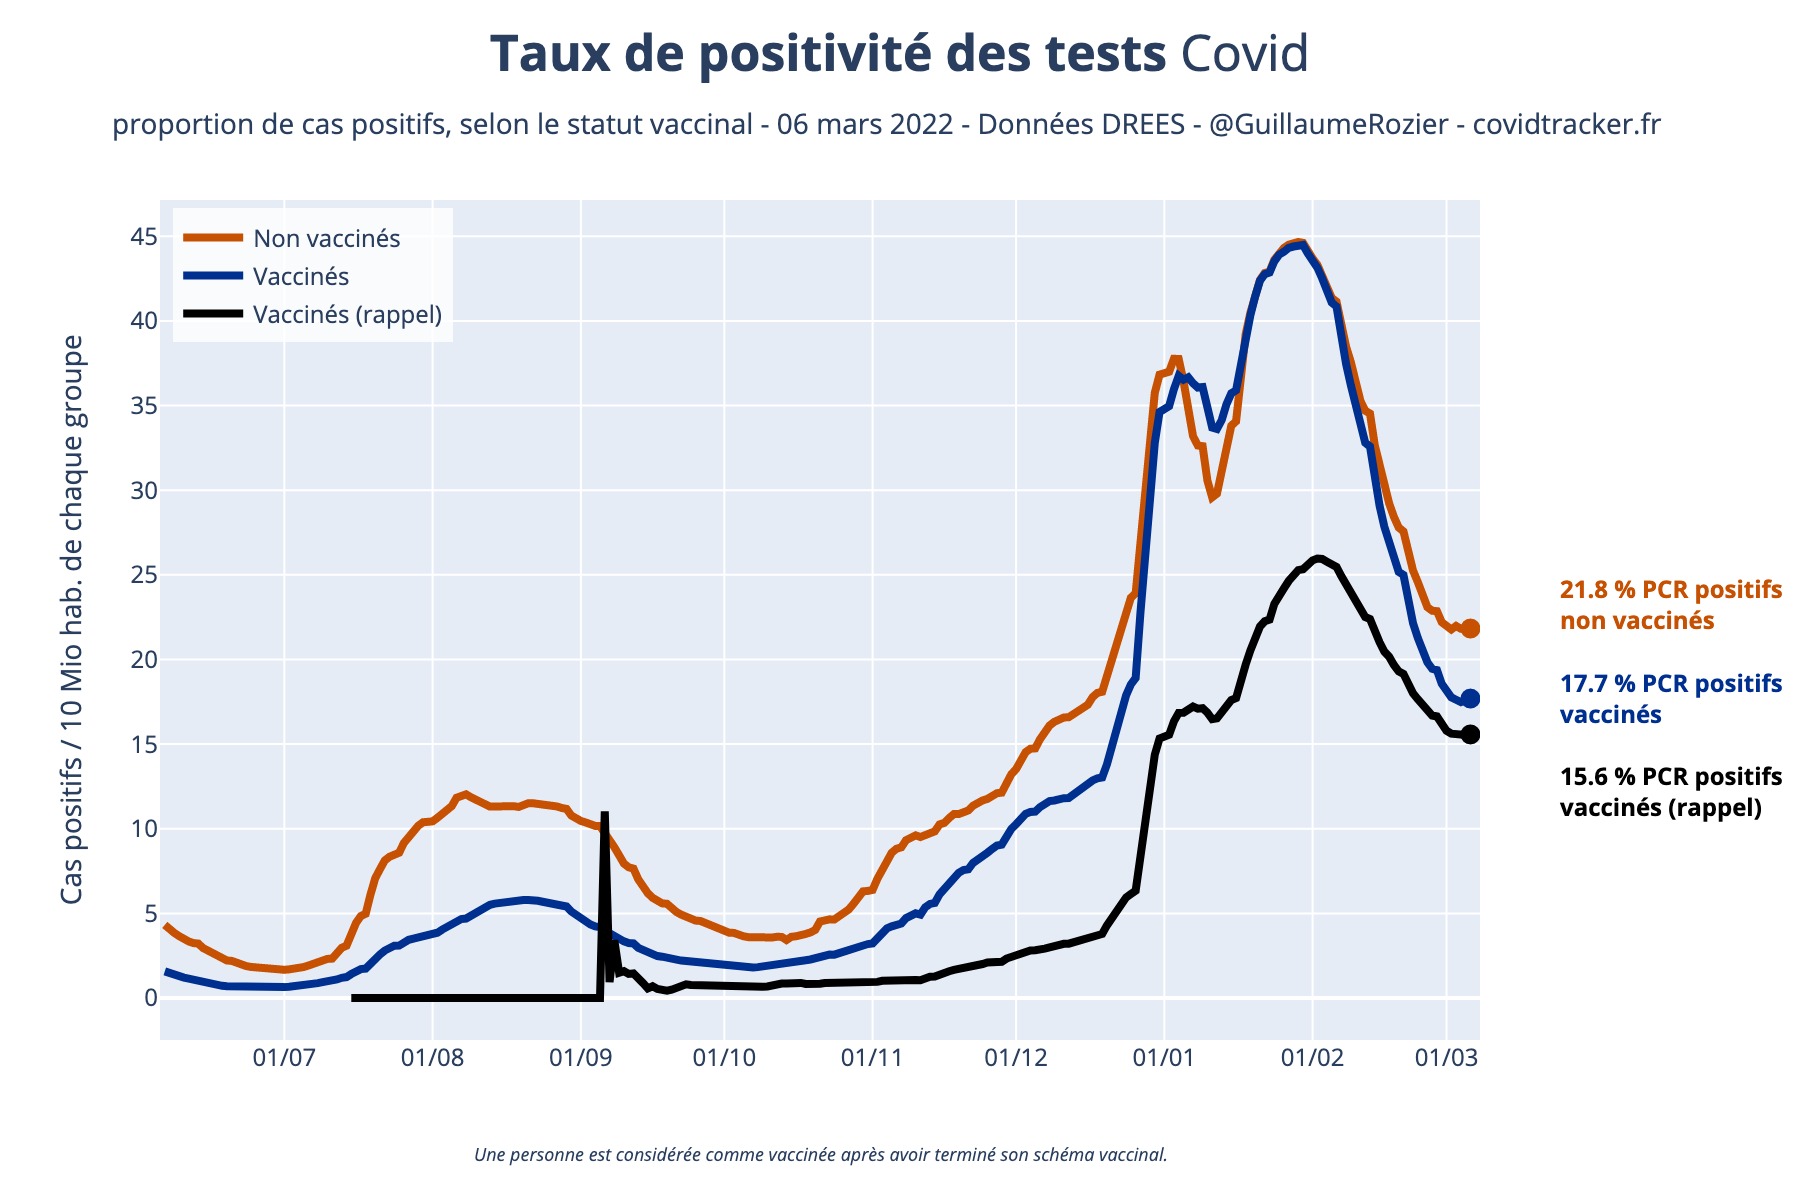 Taux de positivité des tests Covid
proportion de cas positifs, selon le statut vaccinal - 06 mars 2022 - Données DREES - @GuillaumeRozier - covidtracker.fr
Non vaccinés
Vaccinés
Vaccinés (rappel)
Cas positifs / 10 Mio hab. de chaque groupe
45
40
35
30
25
20
15
10
5
0
01/07
01/08
01/09
01/10
01/11
01/12
01/01
01/02
01/03
21.8 % PCR positifs
non vaccinés
17.7 % PCR positifs
vaccinés
15.6 % PCR positifs
vaccinés (rappel)
Une personne est considérée comme vaccinée après avoir terminé son schéma vaccinal.